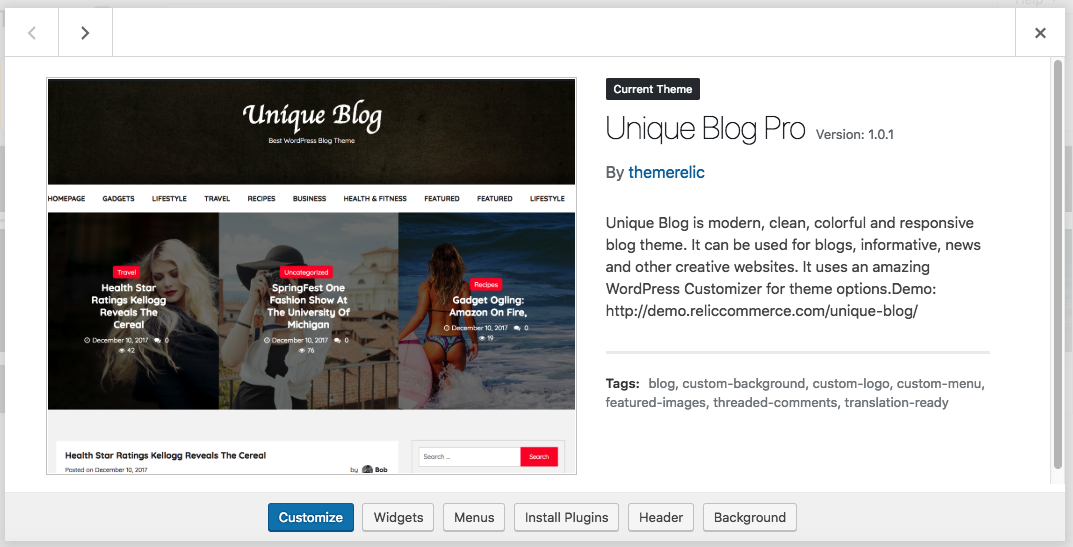 Current Theme
Unique Blog Pro Version: 1.0.1
By themerelic
Unique Blog is modern, clean, colorful and responsive
blog theme. It can be used for blogs, informative, news
and other creative websites. It uses an amazing
WordPress Customizer for theme options.Demo:
http://demo.reliccommerce.com/unique-blog/
Tags: blog, custom-background, custom-logo, custom-menu,
featured-images, threaded-comments, translation-ready
Unique Blog
Best WordPress Blog Theme
HOMEPAGE GADGETS LIFESTYLE TRAVEL RECIPES BUSINESS HEALTH & FITNESS FEATURED FEATURED LIFESTYLE
Travel
Health Star
Ratings Kellogg
Reveals The
Cereal
December 10, 2017 0
42
Uncategorized
SpringFest One
Fashion Show At
The University Of
Michigan
December 10, 2017 0
76
Recipes
Gadget Ogling:
Amazon On Fire,
December 10, 2017 0
19
Health Star Ratings Kellogg Reveals The Cereal
Posted on December 10, 2017 by Bob
Search ... Search
Customize Widgets Menus Install Plugins Header Background